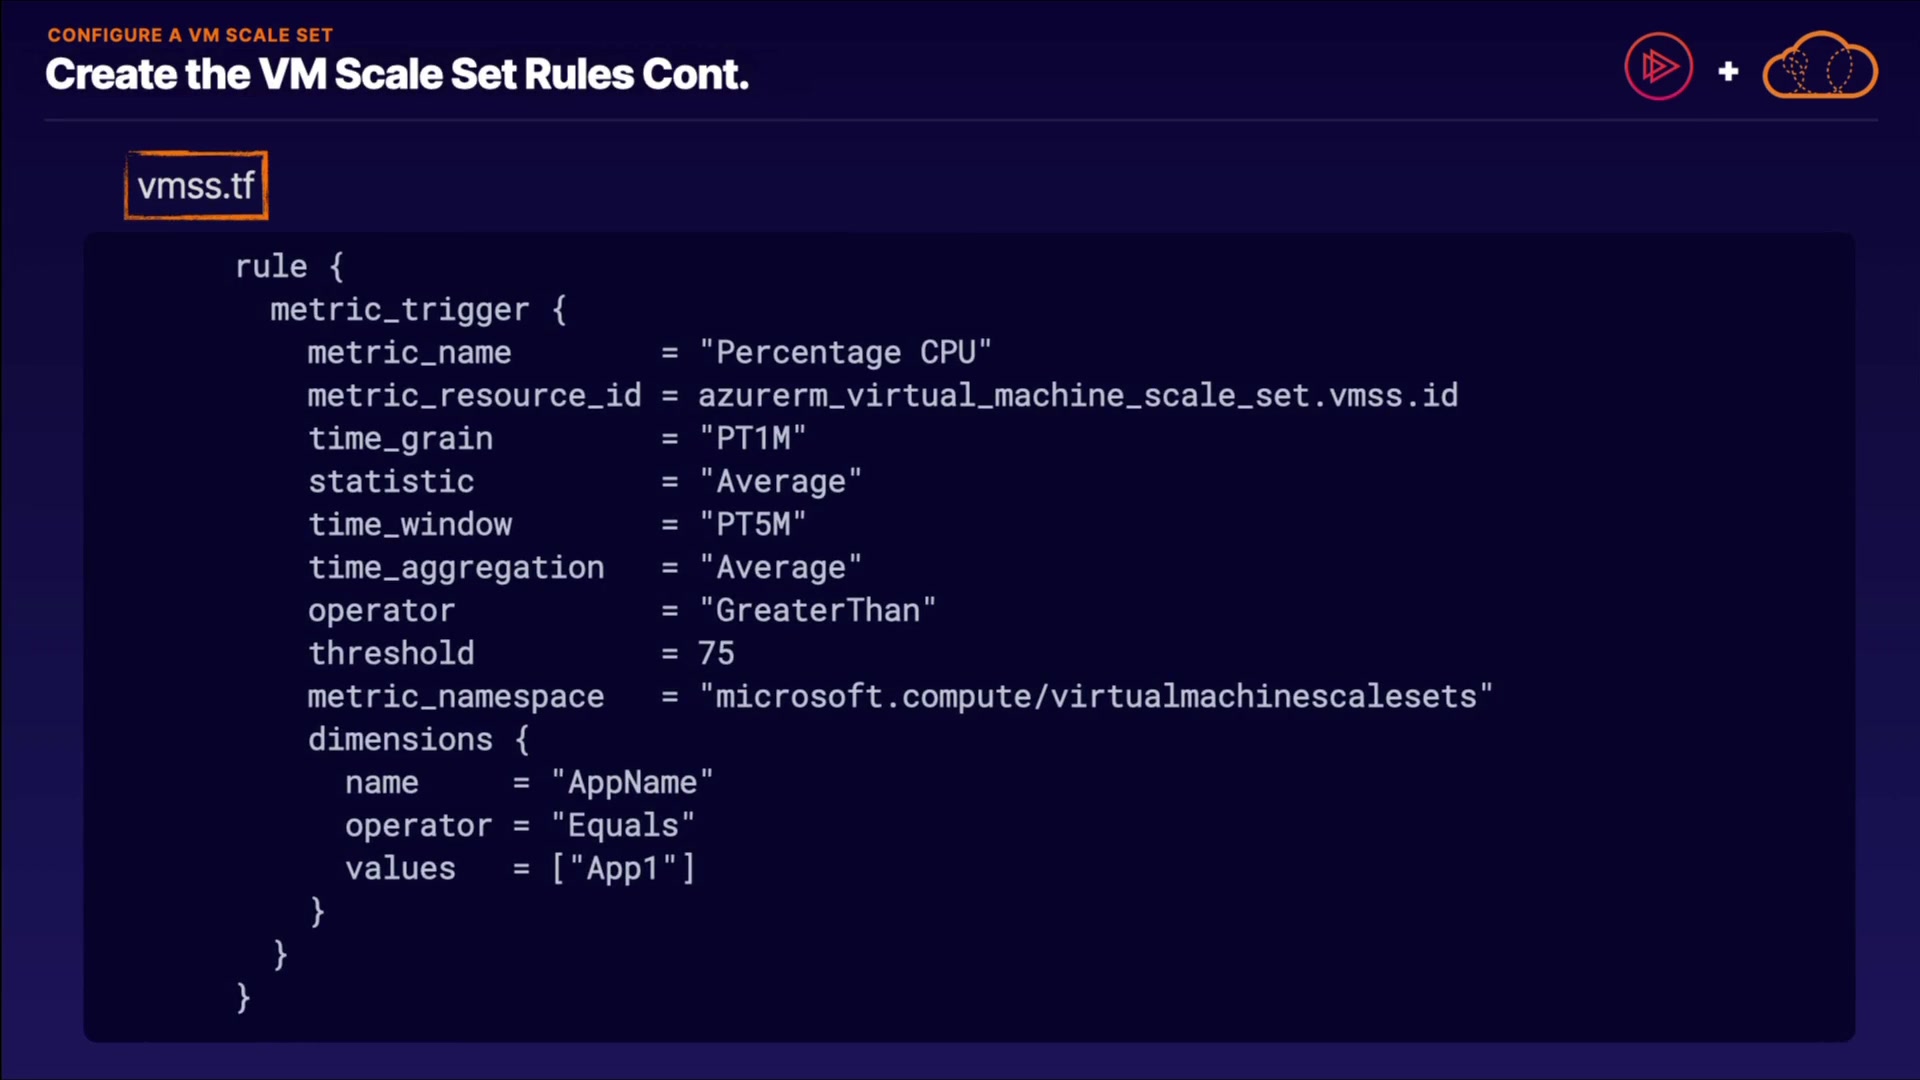 CONFIGURE A VM SCALE SET
Create the VM Scale Set Rules Cont.
+
vmss.tf
rule {
metric_trigger {
metric_name = "Percentage CPU"
metric_resource_id = azurerm_virtual_machine_scale_set.vmss.id
time_grain = "PT1M"
statistic = "Average"
time_window = "PT5M"
time_aggregation = "Average"
operator = "GreaterThan"
threshold = 75
metric_namespace = "microsoft.compute/virtualmachinescalesets"
dimensions {
name = "AppName"
operator = "Equals"
values = ["App1"]
}
}
}